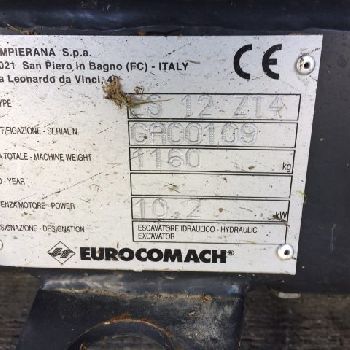 MPIERANA S.p.a.
021 San Piero in Bagno (FC) - ITALY
a Leonardo da Vinci, 4
CE
YPE
ES 12 ZT4
TIFICAZIONE - SERIAL N.
GAC0109
A TOTALE - MACHINE WEIGHT
1160
kg
O - YEAR
ENZA MOTORE - POWER
10,2
kW
SIGNAZIONE - DESIGNATION
ESCAVATORE IDRAULICO - HYDRAULIC
EXCAVATOR
EUROCOMACH®